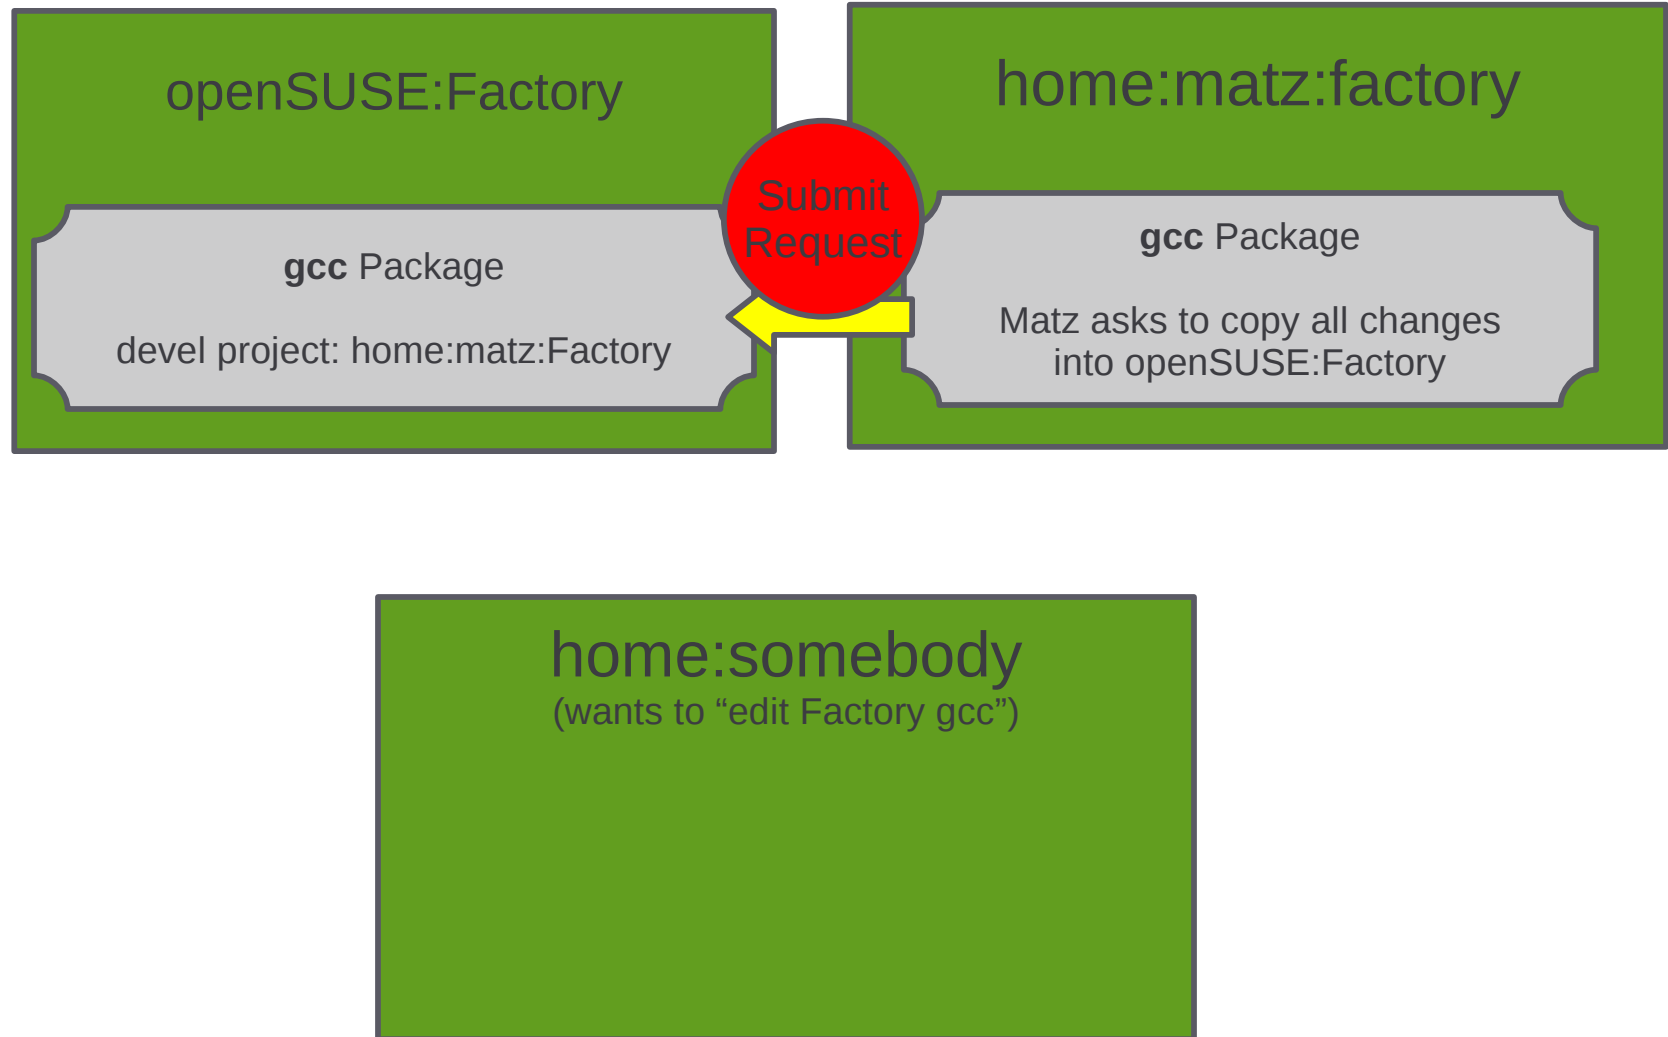 openSUSE:Factory
gcc Package
devel project: home:matz:Factory
Submit
Request
home:matz:factory
gcc Package
Matz asks to copy all changes
into openSUSE:Factory
home:somebody
(wants to “edit Factory gcc”)